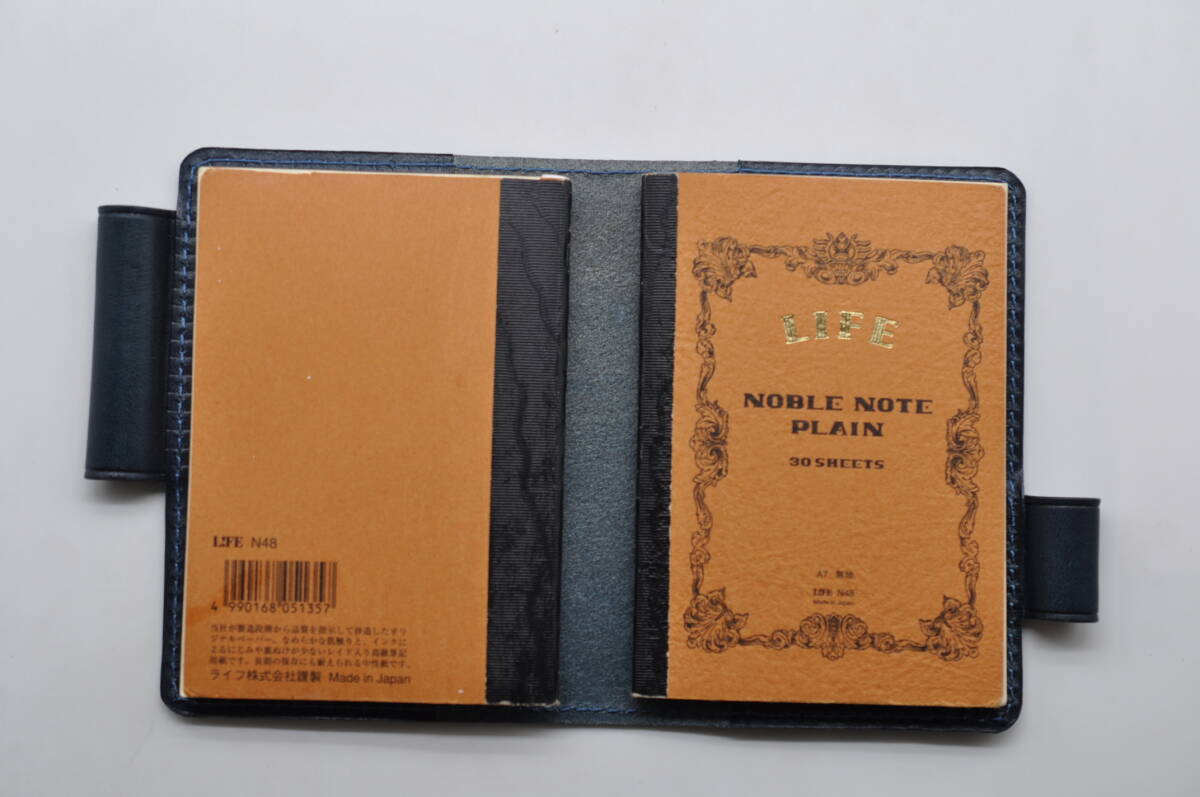 LIFE N48
4 990168 051357
当社が製造段階から品質を指示して抄造したオリ
ジナルペーパー、なめらかな肌触りと、インクに
よるにじみや裏ぬけが少ないレイド入り高級筆記
用紙です。長期の保存にも耐えられる中性紙です。
ライフ株式会社謹製 Made in Japan
LIFE
NOBLE NOTE
PLAIN
30 SHEETS
A7 無地
LIFE N48
Made in Japan